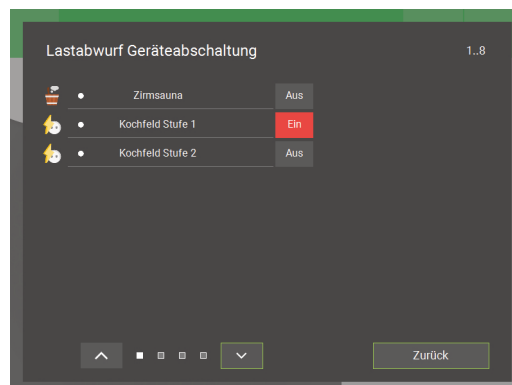 Lastabwurf Geräteabschaltung 1..8
Zirmsauna Aus
Kochfeld Stufe 1 Ein
Kochfeld Stufe 2 Aus
Zurück